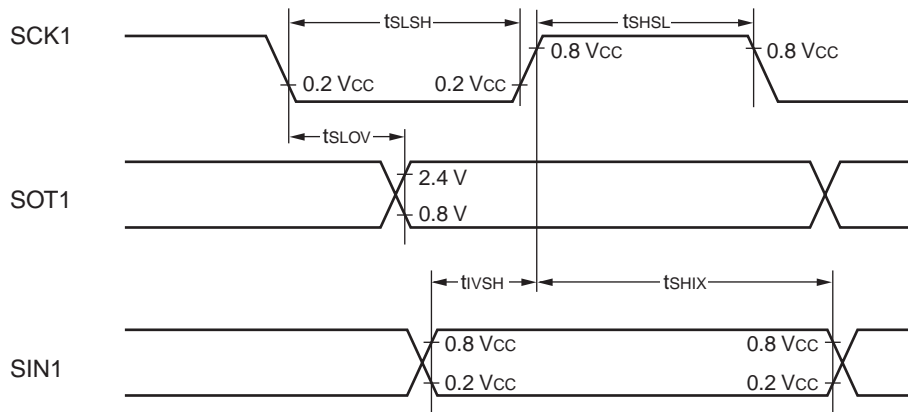 tSLSH tSHSL
SCK1
0.8 VCC 0.8 VCC
0.2 VCC 0.2 VCC
tSLOV
2.4 V
SOT1
0.8 V
tIVSH tSHIX
0.8 VCC 0.8 VCC
SIN1
0.2 VCC 0.2 VCC